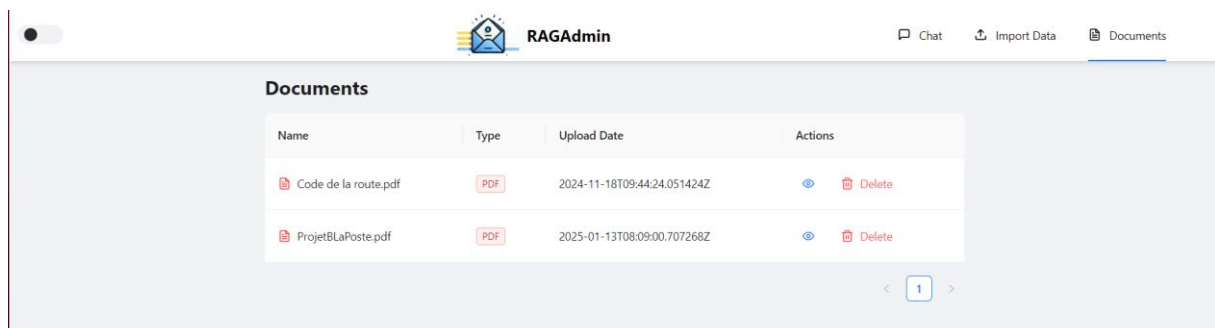 RAGAdmin Chat Import Data Documents
Documents
Name Type Upload Date Actions
Code de la route.pdf PDF 2024-11-18T09:44:24.051424Z Delete
ProjetBLaPoste.pdf PDF 2025-01-13T08:09:00.707268Z Delete
< 1 >